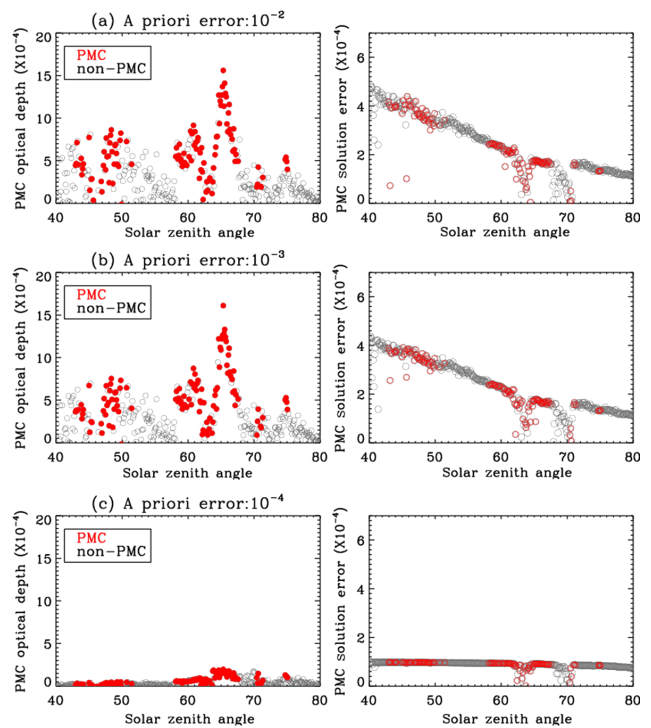 (a) A priori error:10-2
PMC optical depth (X10-4)
20
15
10
5
0
PMC
non-PMC
40 50 60 70 80
Solar zenith angle
PMC solution error (X10-4)
6
4
2
0
40 50 60 70 80
Solar zenith angle
(b) A priori error:10-3
PMC optical depth (X10-4)
20
15
10
5
0
PMC
non-PMC
40 50 60 70 80
Solar zenith angle
PMC solution error (X10-4)
6
4
2
0
40 50 60 70 80
Solar zenith angle
(c) A priori error:10-4
PMC optical depth (X10-4)
20
15
10
5
0
PMC
non-PMC
40 50 60 70 80
Solar zenith angle
PMC solution error (X10-4)
6
4
2
0
40 50 60 70 80
Solar zenith angle